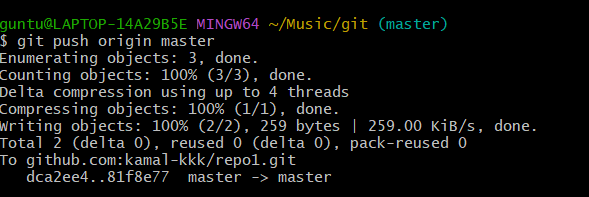 guntu@LAPTOP-14A29B5E MINGW64 ~/Music/git (master)
$ git push origin master
Enumerating objects: 3, done.
Counting objects: 100% (3/3), done.
Delta compression using up to 4 threads
Compressing objects: 100% (1/1), done.
Writing objects: 100% (2/2), 259 bytes | 259.00 KiB/s, done.
Total 2 (delta 0), reused 0 (delta 0), pack-reused 0
To github.com:kamal-kkk/repo1.git
   dca2ee4..81f8e77  master -> master